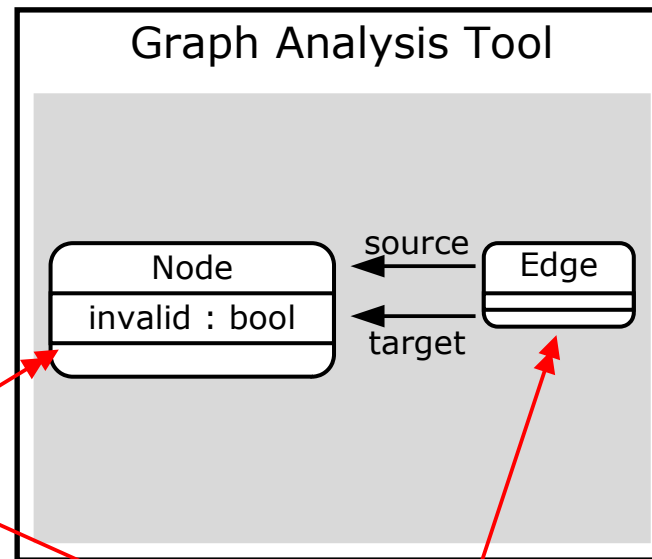 Graph Analysis Tool
source
Node
Edge
invalid : bool
target